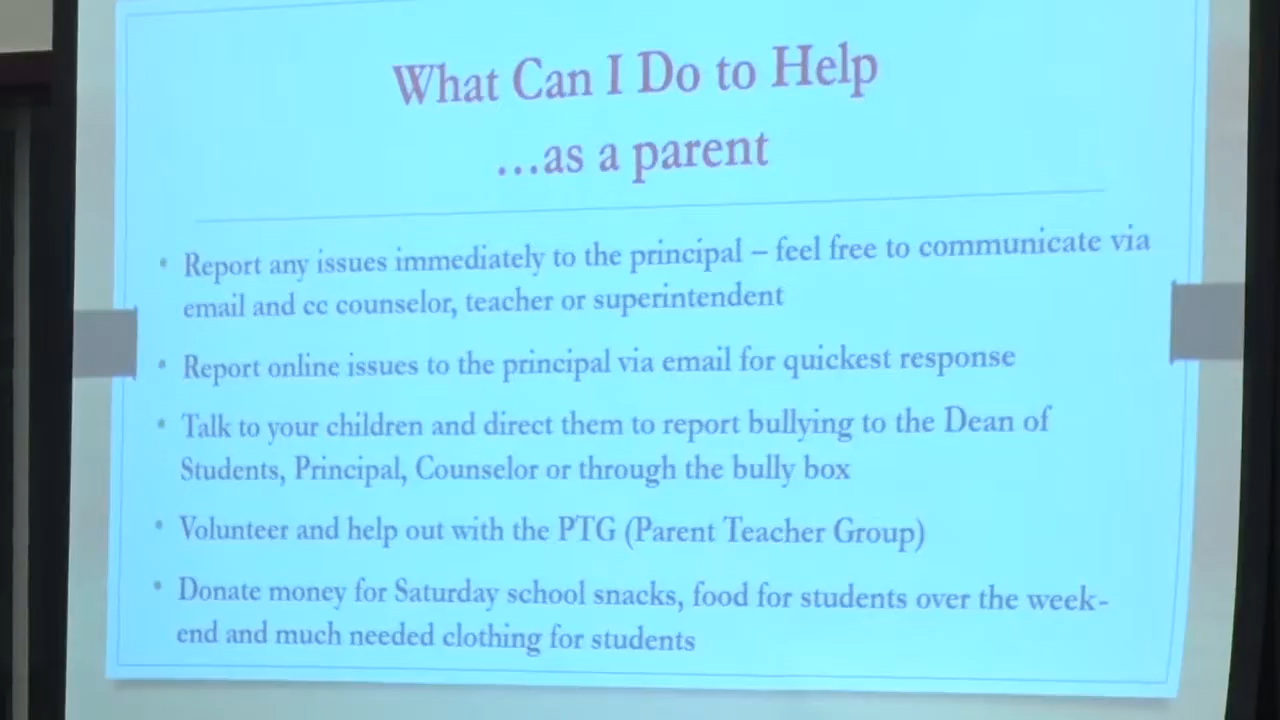 What Can I Do to Help
...as a parent
• Report any issues immediately to the principal – feel free to communicate via
email and cc counselor, teacher or superintendent
• Report online issues to the principal via email for quickest response
• Talk to your children and direct them to report bullying to the Dean of
Students, Principal, Counselor or through the bully box
• Volunteer and help out with the PTG (Parent Teacher Group)
• Donate money for Saturday school snacks, food for students over the week-
end and much needed clothing for students